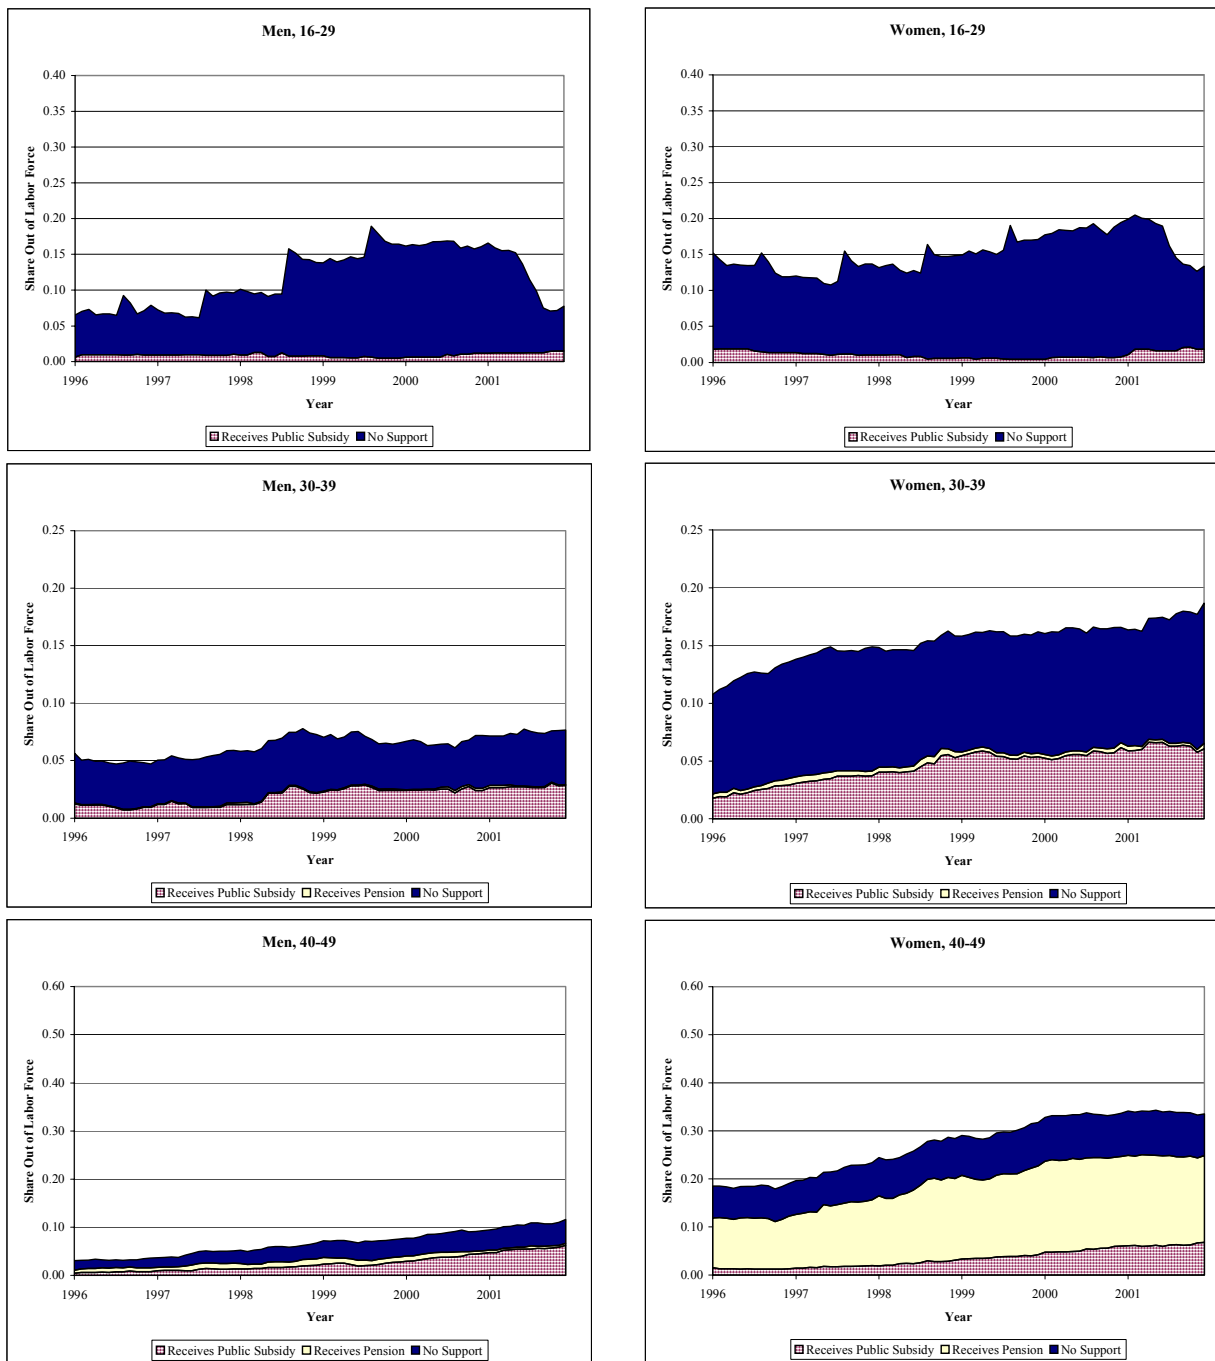 Men, 16-29
0.40
0.35
0.30
0.25
0.20
0.15
0.10
0.05
0.00
Share Out of Labor Force
1996 1997 1998 1999 2000 2001
Year
Receives Public Subsidy No Support
Women, 16-29
0.40
0.35
0.30
0.25
0.20
0.15
0.10
0.05
0.00
Share Out of Labor Force
1996 1997 1998 1999 2000 2001
Year
Receives Public Subsidy No Support
Men, 30-39
0.25
0.20
0.15
0.10
0.05
0.00
Share Out of Labor Force
1996 1997 1998 1999 2000 2001
Year
Receives Public Subsidy Receives Pension No Support
Women, 30-39
0.25
0.20
0.15
0.10
0.05
0.00
Share Out of Labor Force
1996 1997 1998 1999 2000 2001
Year
Receives Public Subsidy Receives Pension No Support
Men, 40-49
0.60
0.50
0.40
0.30
0.20
0.10
0.00
Share Out of Labor Force
1996 1997 1998 1999 2000 2001
Year
Receives Public Subsidy Receives Pension No Support
Women, 40-49
0.60
0.50
0.40
0.30
0.20
0.10
0.00
Share Out of Labor Force
1996 1997 1998 1999 2000 2001
Year
Receives Public Subsidy Receives Pension No Support